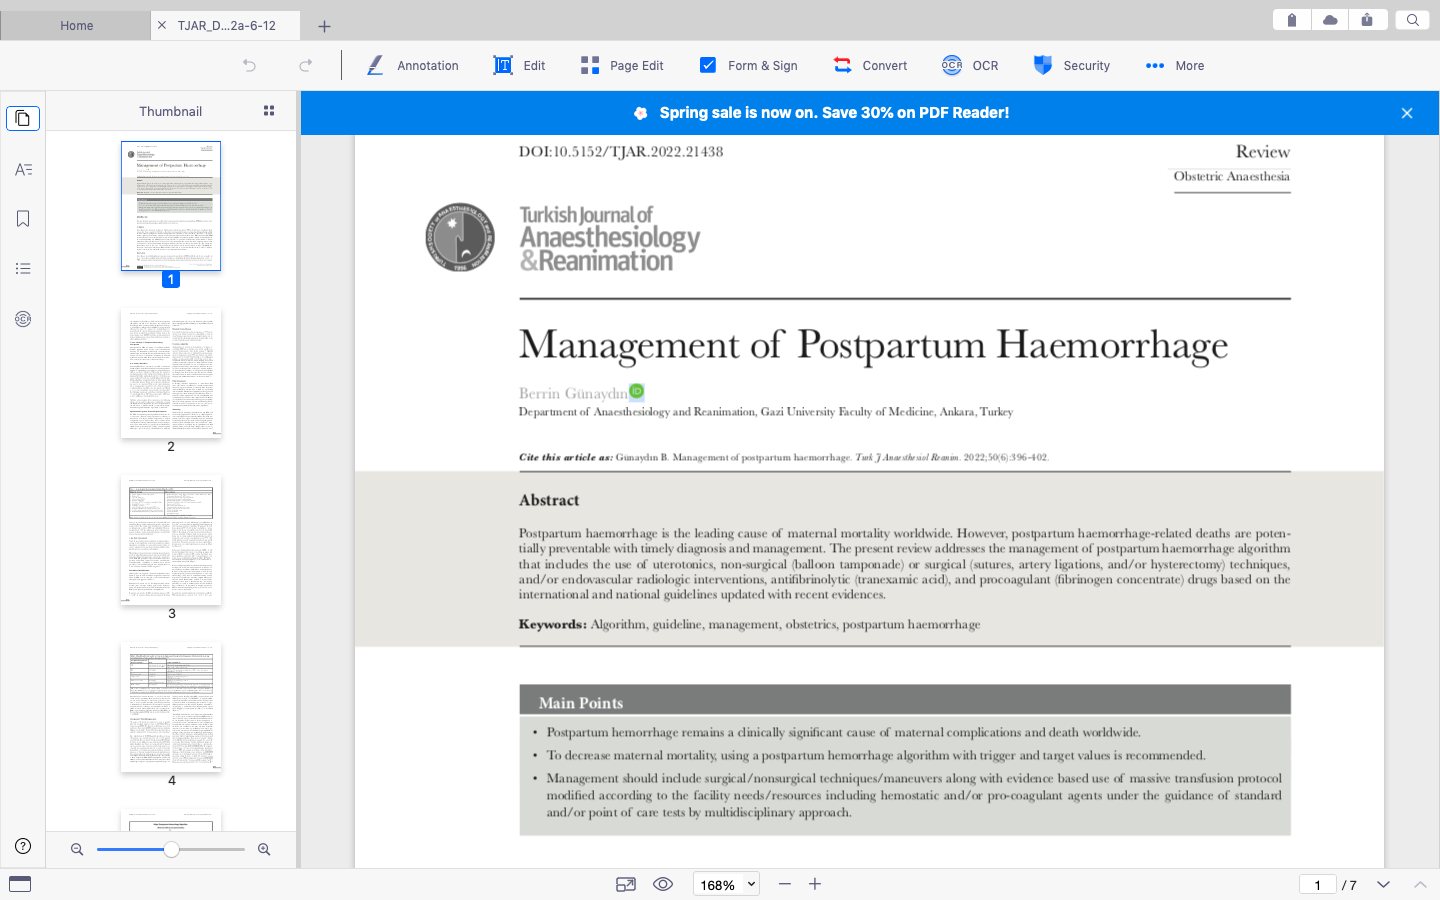 Home
TJAR_D...2a-6-12
Annotation
Edit
Page Edit
Form & Sign
Convert
OCR
OCR
Security
More
Thumbnail
Spring sale is now on. Save 30% on PDF Reader!
DOI:10.5152/TJAR.2022.21438
Review
Obstetric Anaesthesia
Turkish Journal of
Anaesthesiology
&Reanimation
Management of Postpartum Haemorrhage
Berrin Günaydın
iD
Department of Anaesthesiology and Reanimation, Gazi University Faculty of Medicine, Ankara, Turkey
Cite this article as: Günaydın B. Management of postpartum haemorrhage. Turk J Anaesthesiol Reanim. 2022;50(6):396-402.
Abstract
Postpartum haemorrhage is the leading cause of maternal mortality worldwide. However, postpartum haemorrhage-related deaths are poten-
tially preventable with timely diagnosis and management. The present review addresses the management of postpartum haemorrhage algorithm
that includes the use of uterotonics, non-surgical (balloon tamponade) or surgical (sutures, artery ligations, and/or hysterectomy) techniques,
and/or endovascular radiologic interventions, antifibrinolytic (tranexamic acid), and procoagulant (fibrinogen concentrate) drugs based on the
international and national guidelines updated with recent evidences.
Keywords: Algorithm, guideline, management, obstetrics, postpartum haemorrhage
Main Points
• Postpartum hemorrhage remains a clinically significant cause of maternal complications and death worldwide.
• To decrease maternal mortality, using a postpartum hemorrhage algorithm with trigger and target values is recommended.
• Management should include surgical/nonsurgical techniques/maneuvers along with evidence based use of massive transfusion protocol
modified according to the facility needs/resources including hemostatic and/or pro-coagulant agents under the guidance of standard
and/or point of care tests by multidisciplinary approach.
1
2
3
4
OCR
168%
1
/ 7